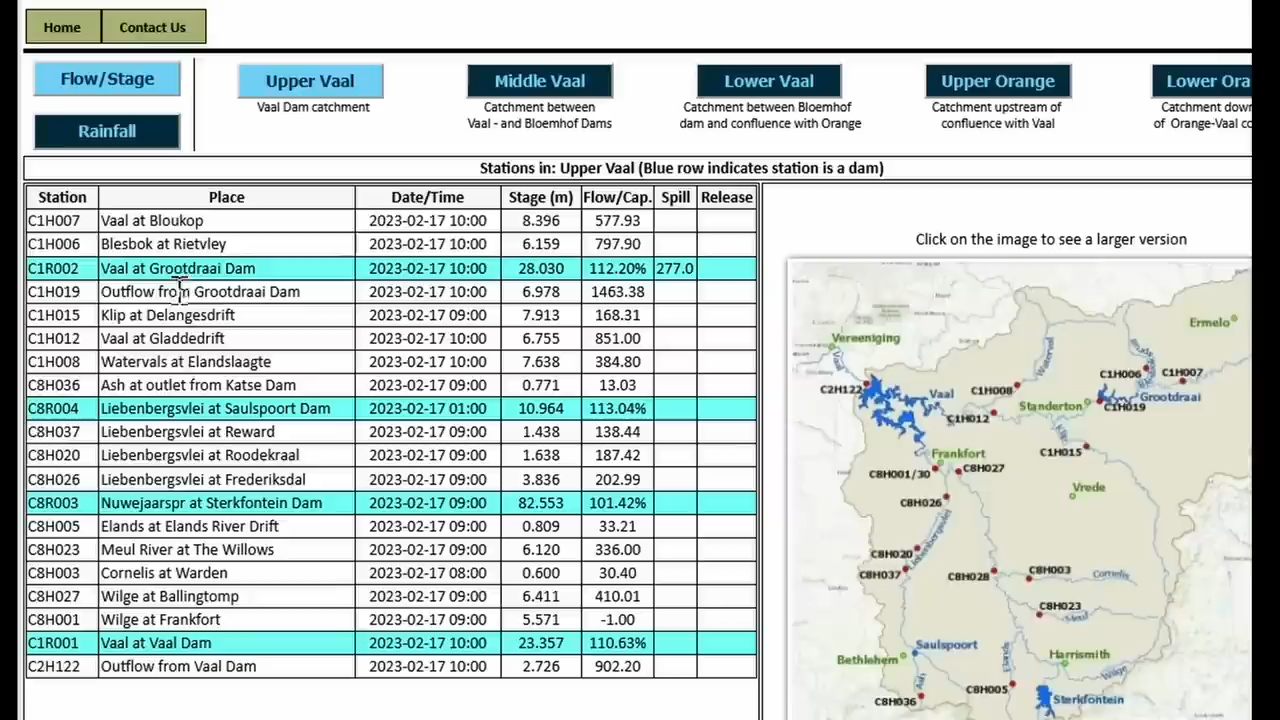 Home Contact Us
Flow/Stage Upper Vaal Middle Vaal Lower Vaal Upper Orange Lower Ora
Vaal Dam catchment Catchment between Catchment between Bloemhof Catchment upstream of Catchment down
Vaal - and Bloemhof Dams dam and confluence with Orange confluence with Vaal of Orange-Vaal co
Rainfall
Stations in: Upper Vaal (Blue row indicates station is a dam)
Station Place Date/Time Stage (m) Flow/Cap. Spill Release
C1H007 Vaal at Bloukop 2023-02-17 10:00 8.396 577.93
C1H006 Blesbok at Rietvley 2023-02-17 10:00 6.159 797.90
C1R002 Vaal at Grootdraai Dam 2023-02-17 10:00 28.030 112.20% 277.0
C1H019 Outflow from Grootdraai Dam 2023-02-17 10:00 6.978 1463.38
C1H015 Klip at Delangesdrift 2023-02-17 10:00 7.913 168.31
C1H012 Vaal at Gladdedrift 2023-02-17 10:00 6.755 851.00
C1H008 Watervals at Elandslaagte 2023-02-17 10:00 7.638 384.80
C8H036 Ash at outlet from Katse Dam 2023-02-17 09:00 0.771 13.03
C8R004 Liebenbergsvlei at Saulspoort Dam 2023-02-17 01:00 10.964 113.04%
C8H037 Liebenbergsvlei at Reward 2023-02-17 09:00 1.438 138.44
C8H020 Liebenbergsvlei at Roodekraal 2023-02-17 09:00 1.638 187.42
C8H026 Liebenbergsvlei at Frederiksdal 2023-02-17 09:00 3.836 202.99
C8R003 Nuwejaarspr at Sterkfontein Dam 2023-02-17 09:00 82.553 101.42%
C8H005 Elands at Elands River Drift 2023-02-17 09:00 0.809 33.21
C8H023 Meul River at The Willows 2023-02-17 09:00 6.120 336.00
C8H003 Cornelis at Warden 2023-02-17 08:00 0.600 30.40
C8H027 Wilge at Ballingtomp 2023-02-17 09:00 6.411 410.01
C8H001 Wilge at Frankfort 2023-02-17 09:00 5.571 -1.00
C1R001 Vaal at Vaal Dam 2023-02-17 10:00 23.357 110.63%
C2H122 Outflow from Vaal Dam 2023-02-17 10:00 2.726 902.20
Click on the image to see a larger version
Ermelo
Vereeniging
Vaal
Waterval
C1H006 C1H007
C2H122 Vaal C1H008 Grootdraai
Standerton C1H019
C1H012
Klip
C1H015
Frankfort
C8H001/30 C8H027
Vrede
C8H026
Liebenbergsvlei
C8H020
C8H037 C8H028 C8H003 Cornelis
C8H023
Meul
Saulspoort
Bethlehem Elands Harrismith
Wilge
Ash C8H005
C8H036 Sterkfontein